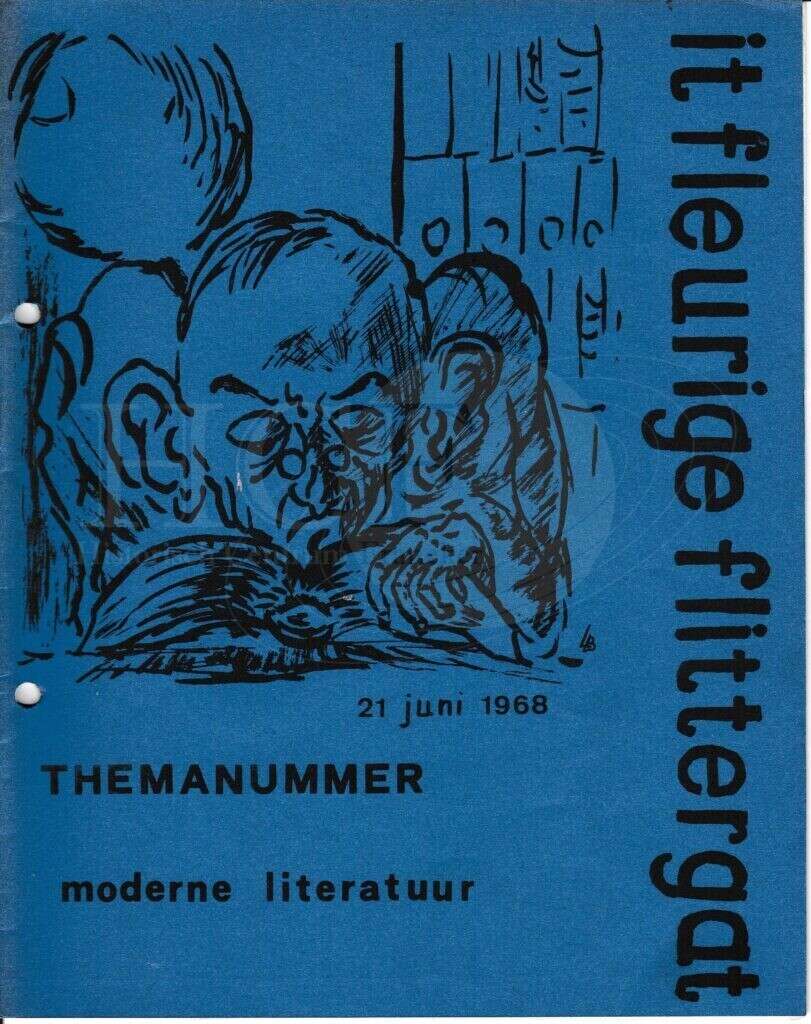 it fleurige flittergat
21 juni 1968
THEMANUMMER
moderne literatuur